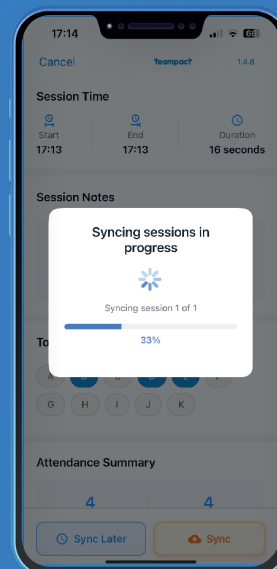 17:14
Cancel
teampact
1.4.8
Session Time
Start
End
Duration
17:13
17:13
16 seconds
Session Notes
Syncing sessions in
progress
Syncing session 1 of 1
33%
To
A
C
G
H
I
J
K
Attendance Summary
4
4
Sync Later
Sync